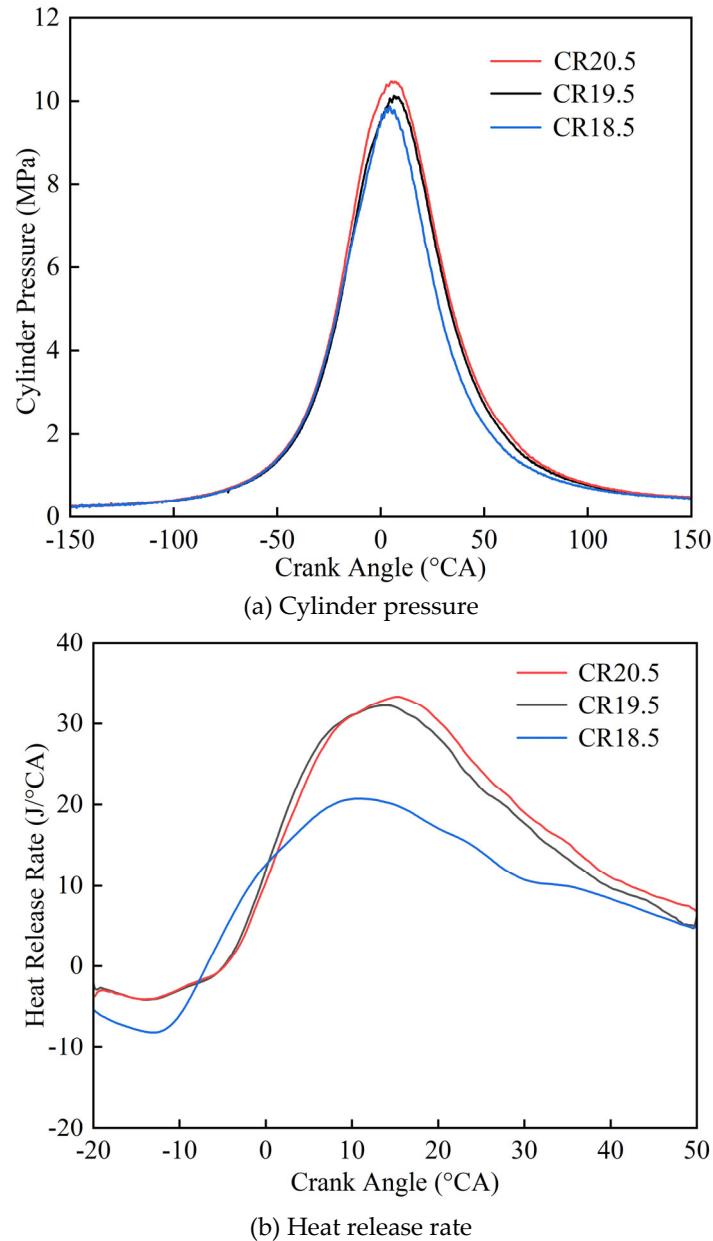 12
10
8
6
4
2
0
Cylinder Pressure (MPa)
CR20.5
CR19.5
CR18.5
-150 -100 -50 0 50 100 150
Crank Angle (°CA)
(a) Cylinder pressure
40
30
20
10
0
-10
-20
Heat Release Rate (J/°CA)
CR20.5
CR19.5
CR18.5
-20 -10 0 10 20 30 40 50
Crank Angle (°CA)
(b) Heat release rate